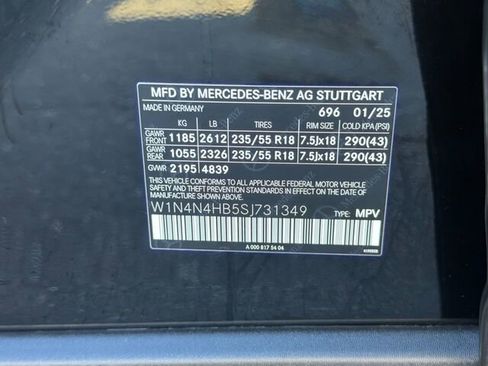 MFD BY MERCEDES-BENZ AG STUTTGART
MADE IN GERMANY 696 01/25
KG LB TIRES RIM SIZE COLD KPA(PSI)
GAWR FRONT 1185 2612 235/55 R18 7.5Jx18 290(43)
GAWR REAR 1055 2326 235/55 R18 7.5Jx18 290(43)
GVWR 2195 4839
THIS VEHICLE CONFORMS TO ALL APPLICABLE FEDERAL MOTOR VEHICLE
SAFETY AND THEFT PREVENTION STANDARDS IN EFFECT ON THE DATE OF
MANUFACTURE SHOWN ABOVE.
W1N4N4HB5SJ731349 TYPE: MPV
A 000 817 54 04